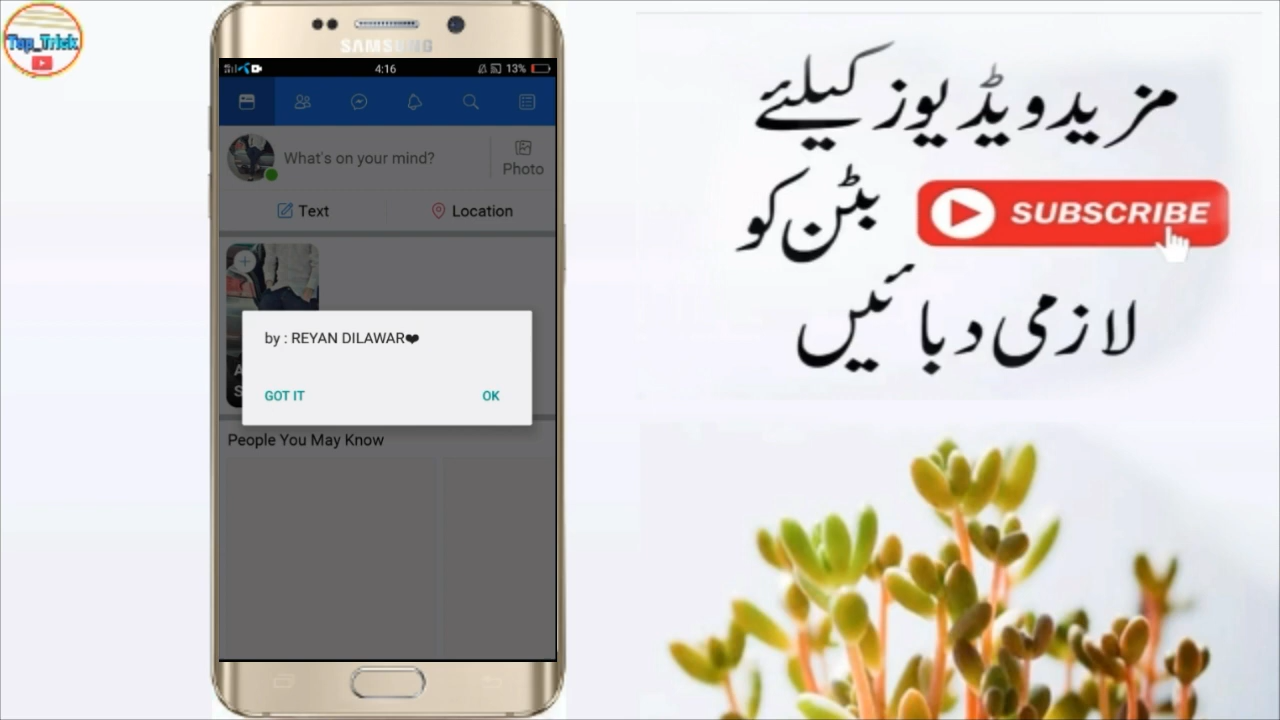 Top_Trick
SAMSUNG
4:16
13%
What's on your mind?
Photo
Text
Location
by : REYAN DILAWAR❤
GOT IT
OK
People You May Know
مزید ویڈیوز کیلئے
SUBSCRIBE بٹن کو
لازمی دبائیں